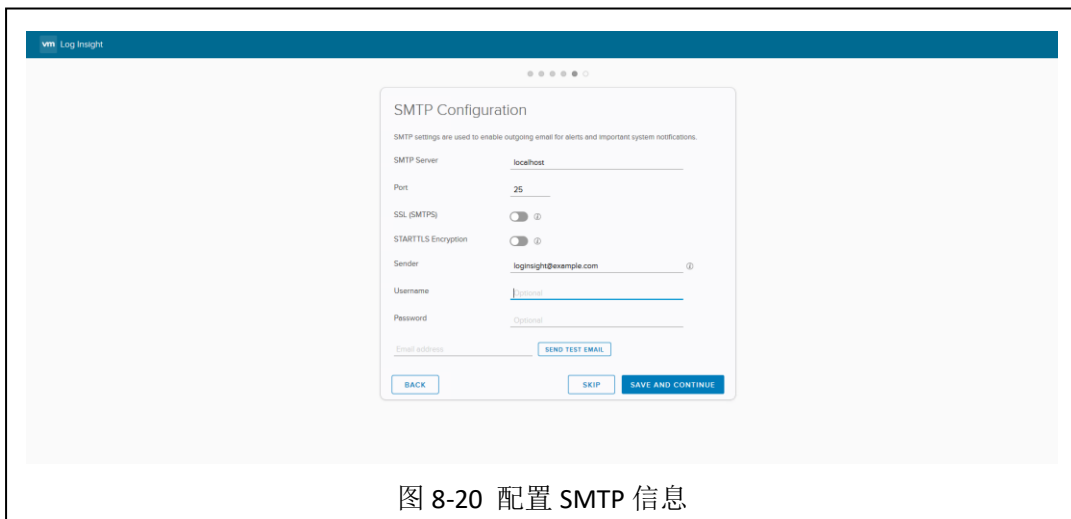 vm Log Insight
SMTP Configuration
SMTP settings are used to enable outgoing email for alerts and important system notifications.
SMTP Server localhost
Port 25
SSL (SMTPS)
STARTTLS Encryption
Sender loginsight@example.com
Username Optional
Password Optional
Email address SEND TEST EMAIL
BACK SKIP SAVE AND CONTINUE
图 8-20 配置 SMTP 信息